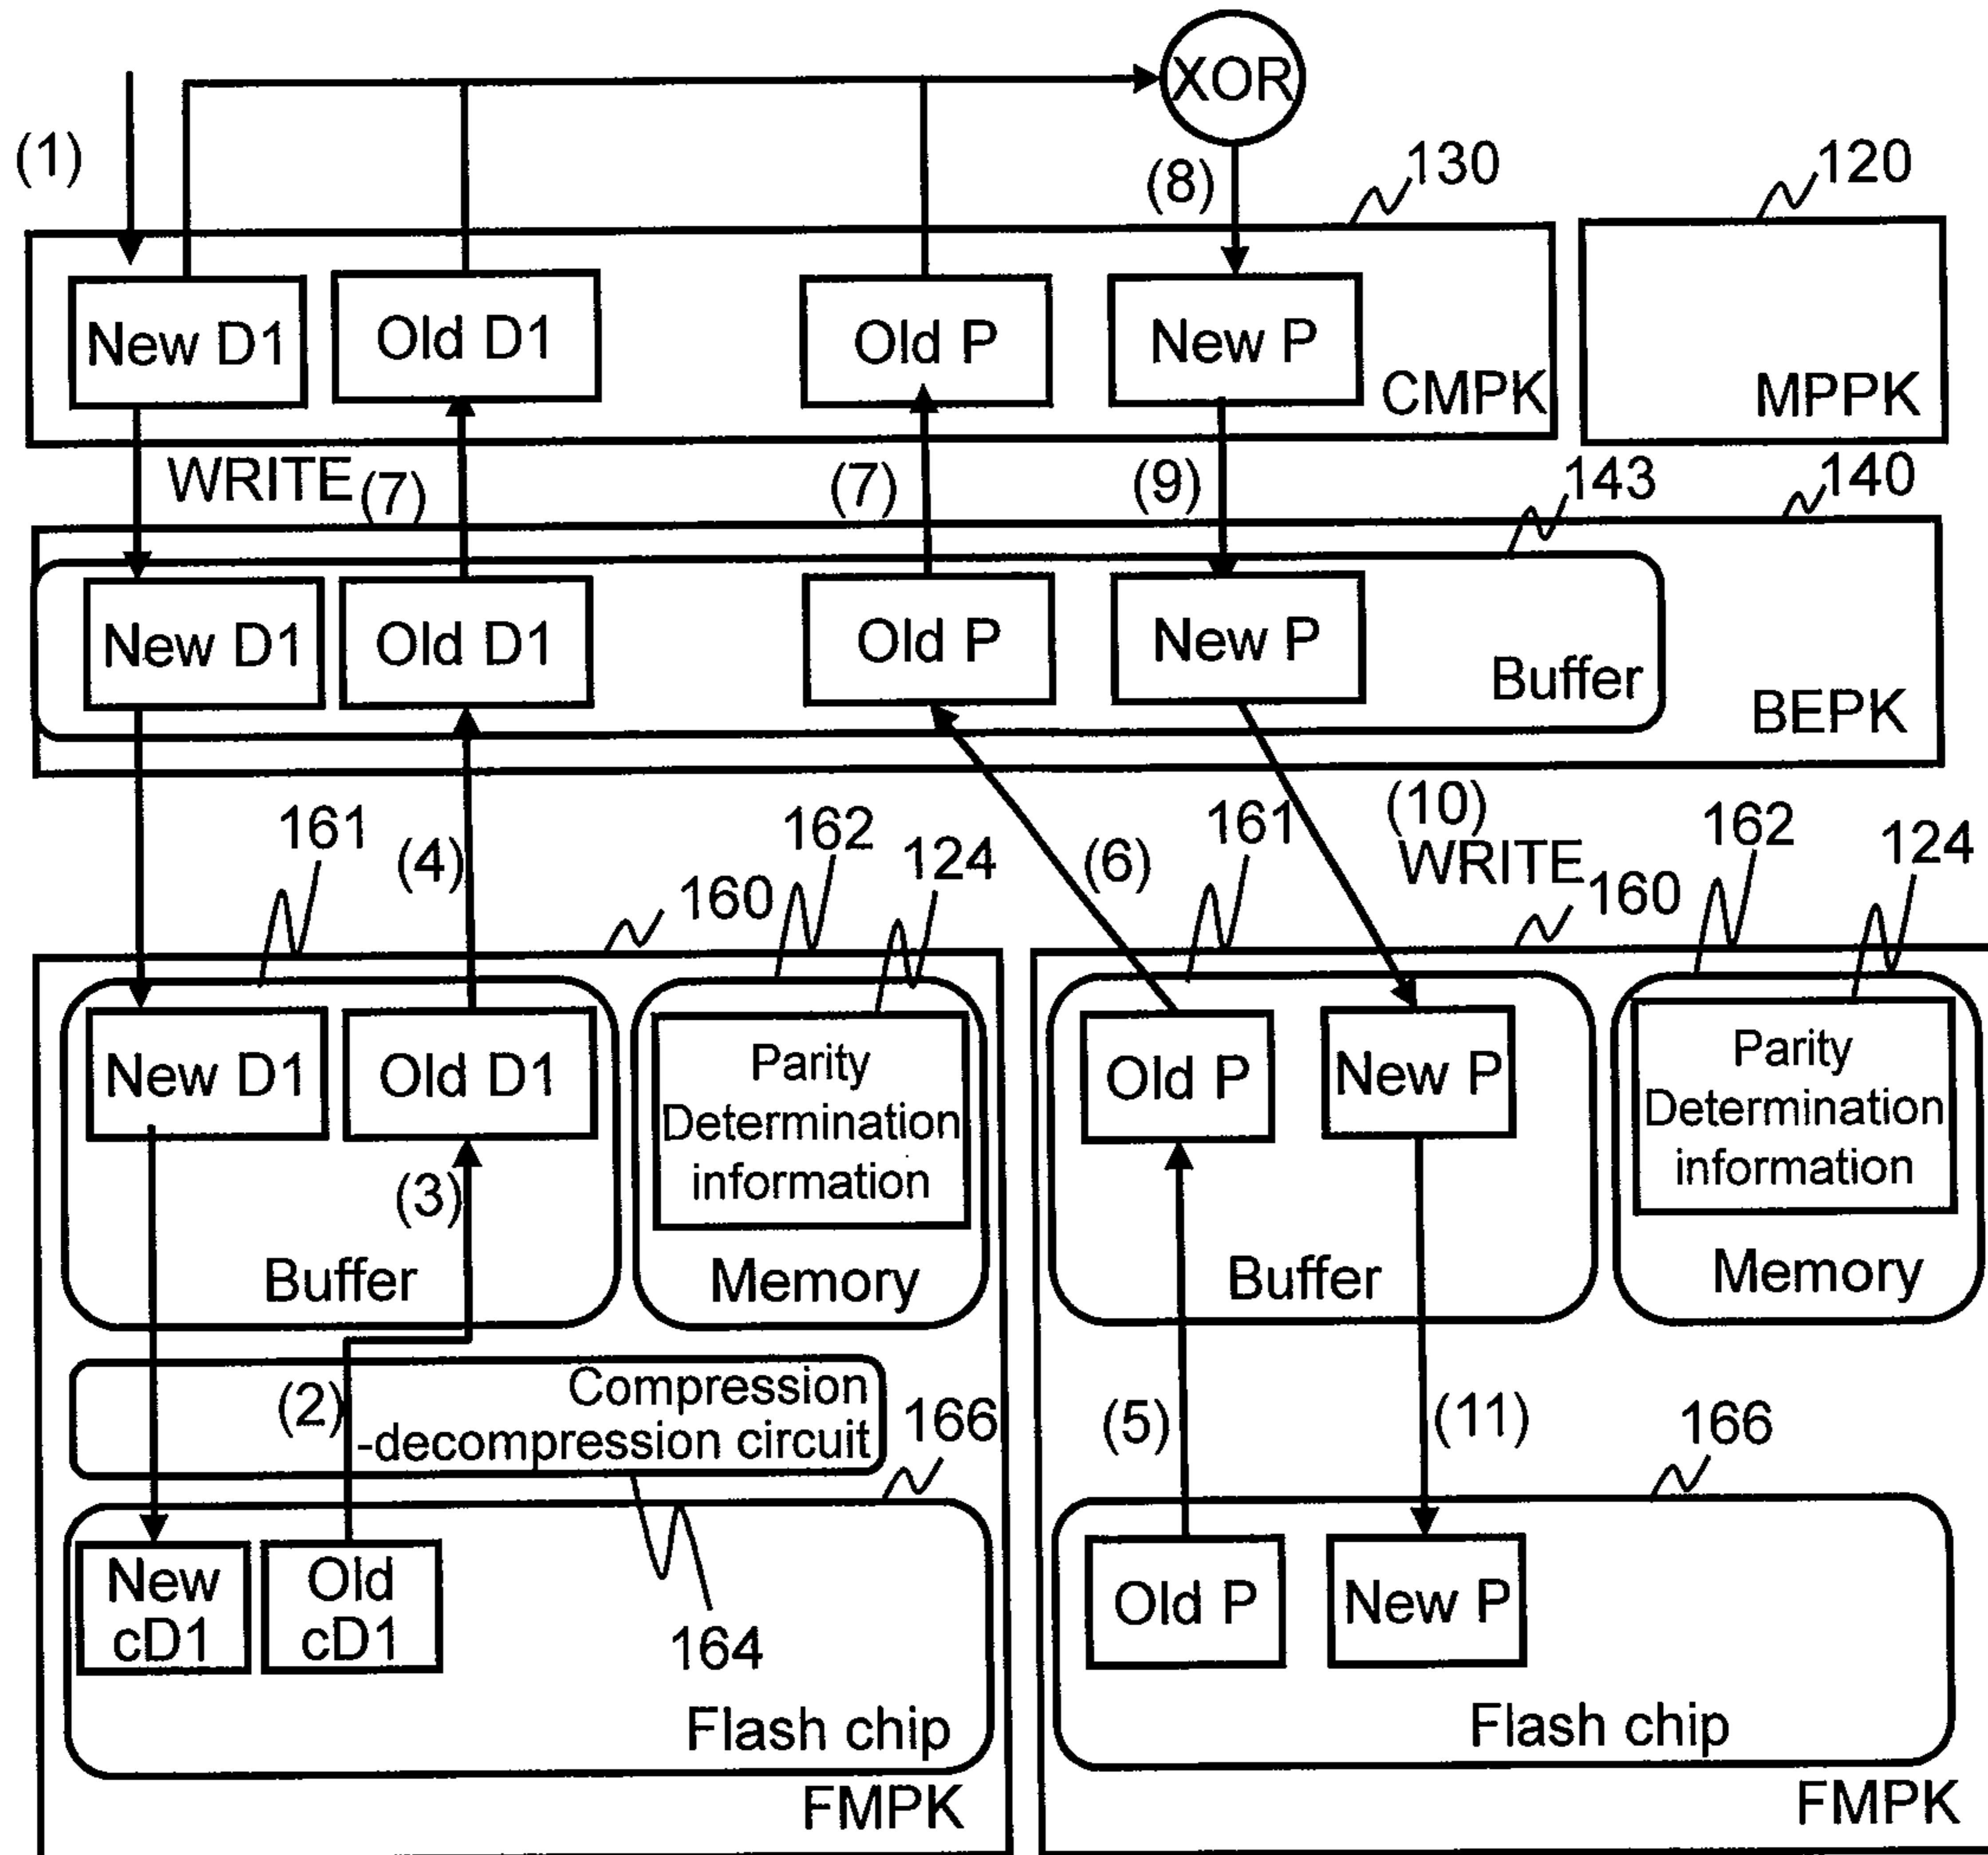 XOR
(1)
(8)
130
120
New D1
Old D1
Old P
New P
CMPK
MPPK
WRITE
(7)
(7)
(9)
143
140
New D1
Old D1
Old P
New P
Buffer
BEPK
161
(4)
162
124
160
(6)
161
(10)
WRITE
160
162
124
New D1
Old D1
Parity
Determination
information
Old P
New P
Parity
Determination
information
(3)
Buffer
Memory
Buffer
Memory
(2)
Compression
-decompression circuit
166
(5)
(11)
166
New
cD1
Old
cD1
164
Old P
New P
Flash chip
Flash chip
FMPK
FMPK